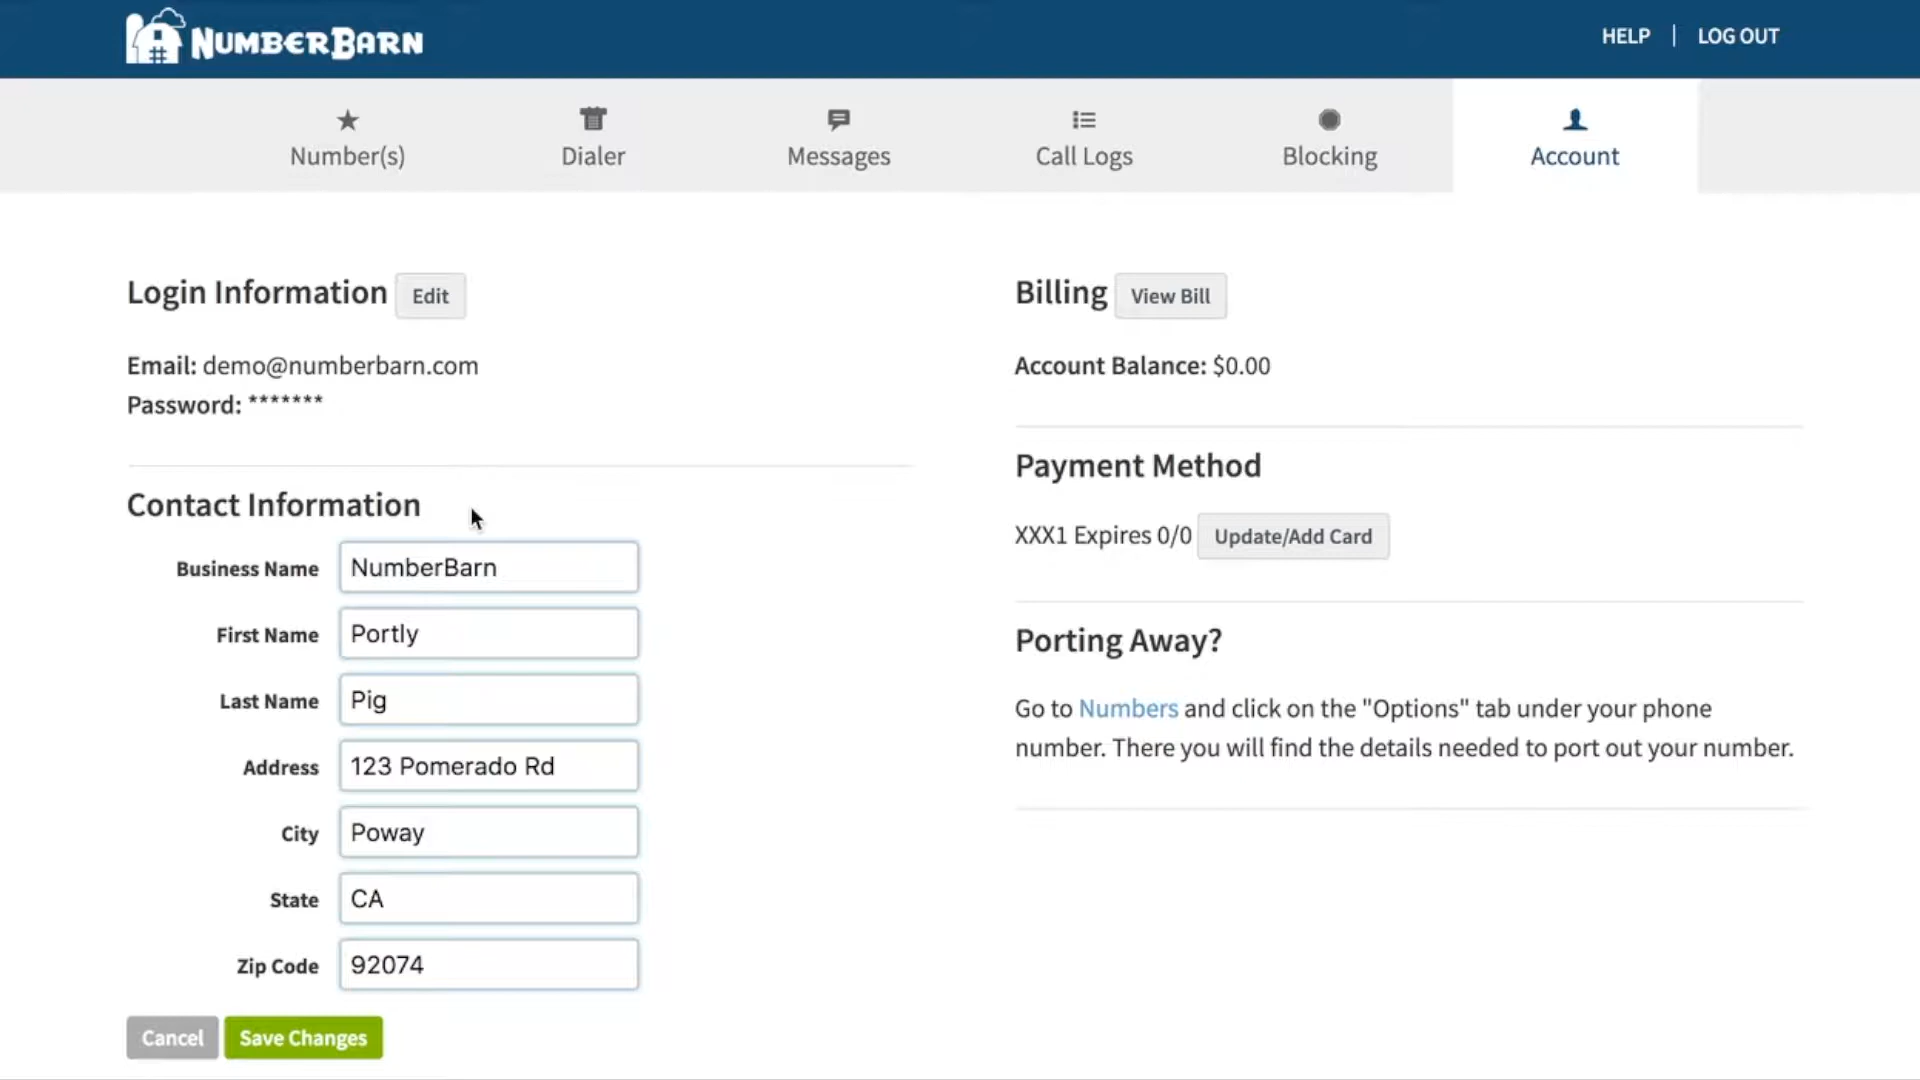 NUMBERBARN
HELP | LOG OUT
Number(s)
Dialer
Messages
Call Logs
Blocking
Account
Login Information Edit
Email: demo@numberbarn.com
Password: *******
Contact Information
Business Name NumberBarn
First Name Portly
Last Name Pig
Address 123 Pomerado Rd
City Poway
State CA
Zip Code 92074
Cancel Save Changes
Billing View Bill
Account Balance: $0.00
Payment Method
XXX1 Expires 0/0 Update/Add Card
Porting Away?
Go to Numbers and click on the "Options" tab under your phone
number. There you will find the details needed to port out your number.